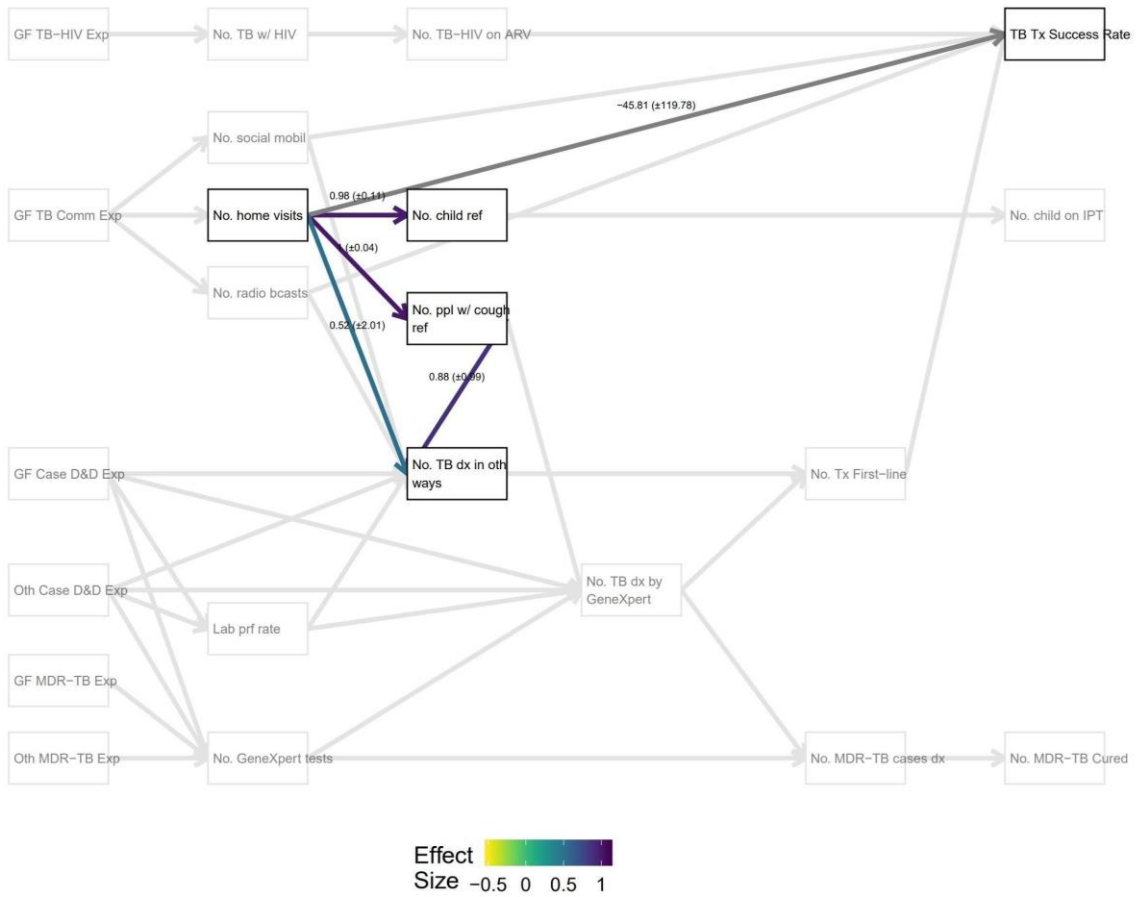 GF TB−HIV Exp
No. TB w/ HIV
No. TB−HIV on ARV
TB Tx Success Rate
−45.81 (±119.78)
No. social mobil
0.98 (±0.11)
GF TB Comm Exp
No. home visits
No. child ref
No. child on IPT
1 (±0.04)
No. radio bcasts
No. ppl w/ cough
ref
0.52 (±2.01)
0.88 (±0.99)
GF Case D&D Exp
No. TB dx in oth
ways
No. Tx First−line
Oth Case D&D Exp
No. TB dx by
GeneXpert
Lab prf rate
GF MDR−TB Exp
Oth MDR−TB Exp
No. GeneXpert tests
No. MDR−TB cases dx
No. MDR−TB Cured
Effect
Size
−0.5 0 0.5 1